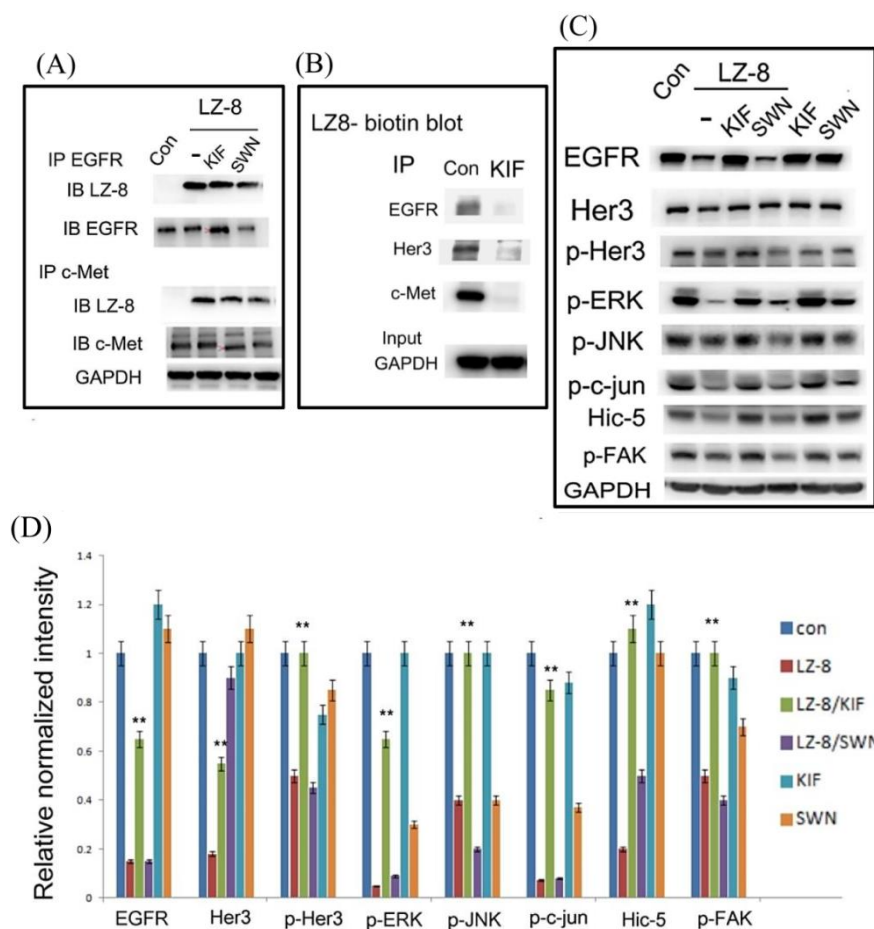 (A)
LZ-8
Con
-
KIF
SWN
IP EGFR
IB LZ-8
IB EGFR
IP c-Met
IB LZ-8
IB c-Met
GAPDH
(B)
LZ8- biotin blot
IP
Con KIF
EGFR
Her3
c-Met
Input
GAPDH
(C)
Con
LZ-8
-
KIF
SWN
KIF
SWN
EGFR
Her3
p-Her3
p-ERK
p-JNK
p-c-jun
Hic-5
p-FAK
GAPDH
(D)
Relative normalized intensity
1.4
1.2
1
0.8
0.6
0.4
0.2
0
**
**
**
**
**
**
**
**
EGFR Her3 p-Her3 p-ERK p-JNK p-c-jun Hic-5 p-FAK
con
LZ-8
LZ-8/KIF
LZ-8/SWN
KIF
SWN